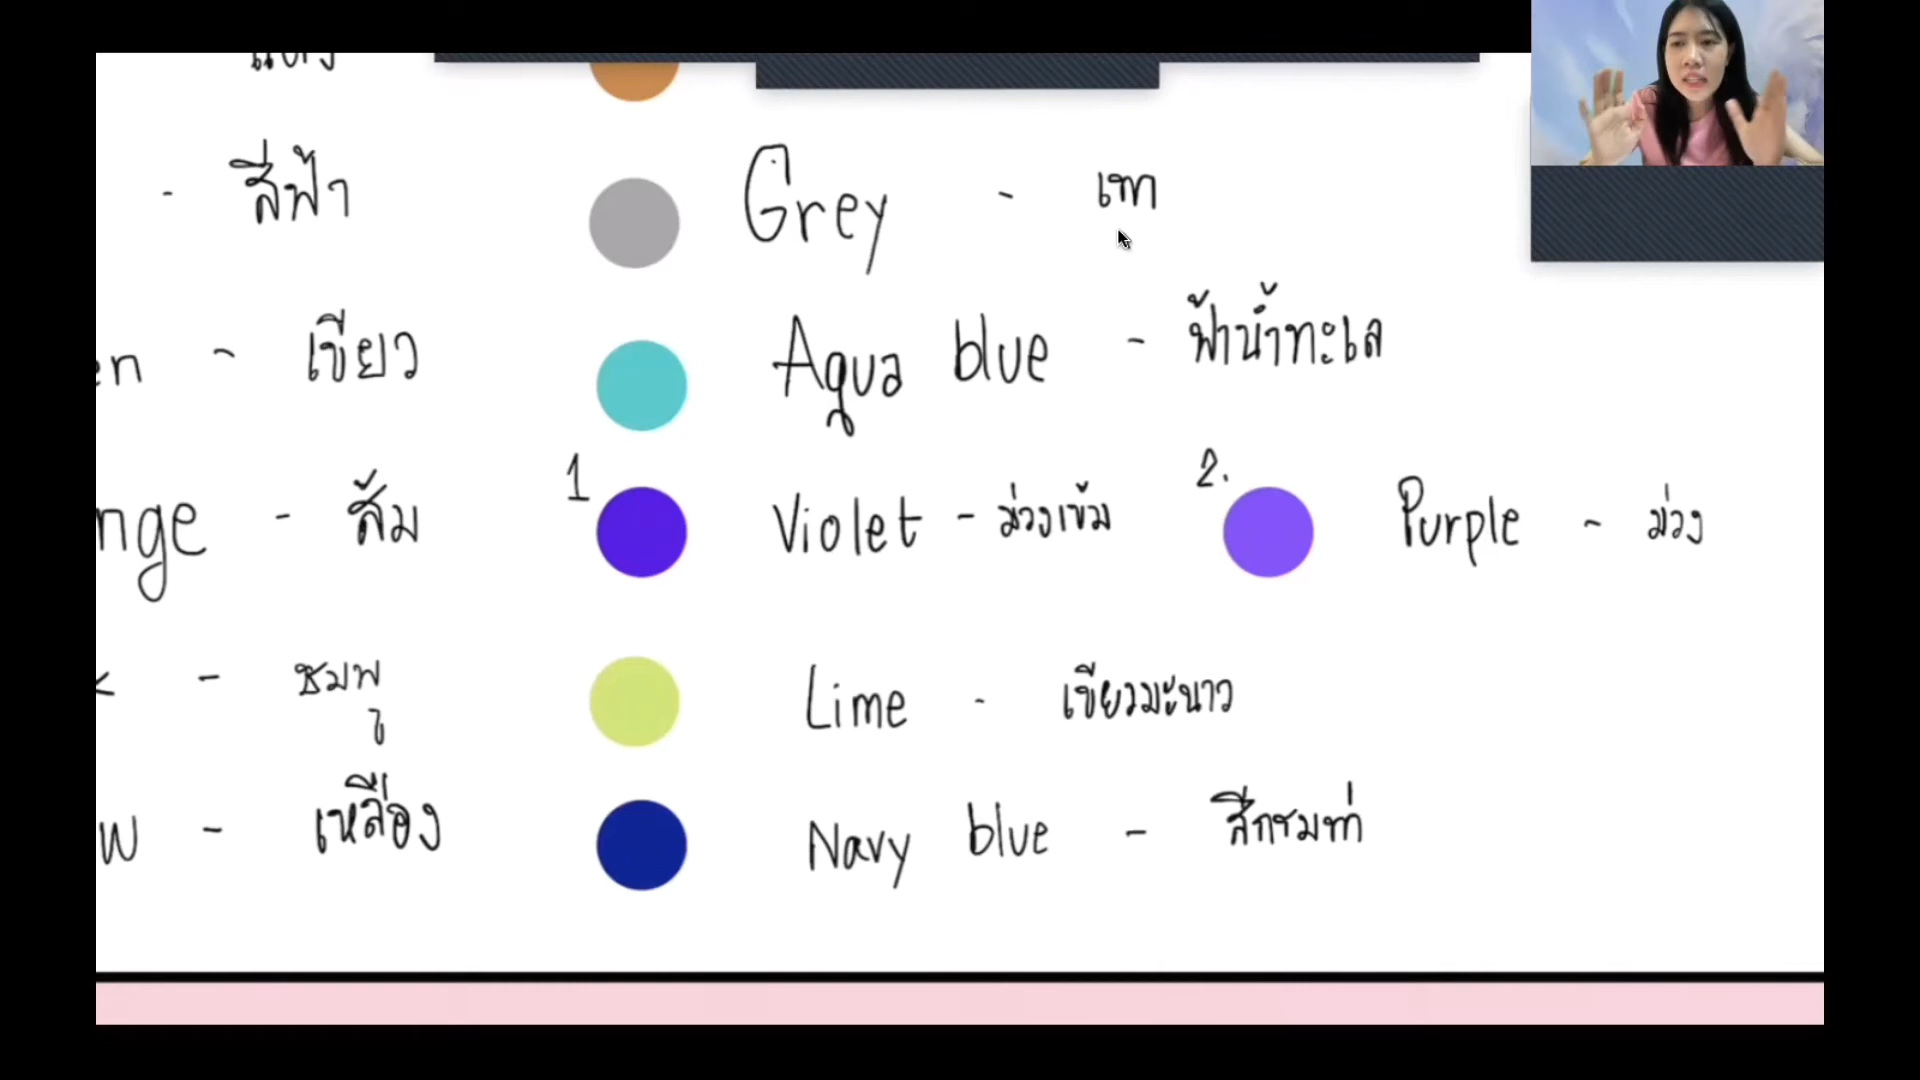 - สีฟ้า
Grey - เทา
en - เขียว
Aqua blue - ฟ้าน้ำทะเล
nge - ส้ม
1 Violet - ม่วงเข้ม
2. Purple - ม่วง
- ชมพู
Lime - เขียวมะนาว
w - เหลือง
Navy blue - สีกรมท่า